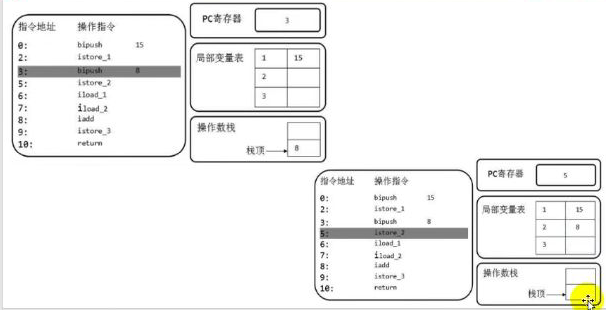 指令地址 操作指令
0: bipush 15
2: istore_1
3: bipush 8
5: istore_2
6: iload_1
7: iload_2
8: iadd
9: istore_3
10: return
PC寄存器 3
局部变量表 1 15
2
3
操作数栈
栈顶 8
指令地址 操作指令
0: bipush 15
2: istore_1
3: bipush 8
5: istore_2
6: iload_1
7: iload_2
8: iadd
9: istore_3
10: return
PC寄存器 5
局部变量表 1 15
2 8
3
操作数栈
栈顶